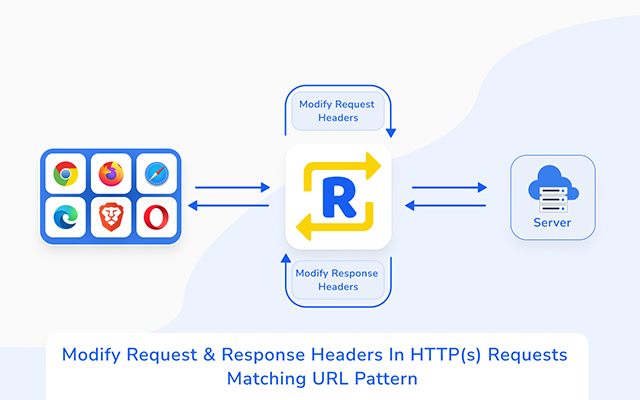 Modify Request
Headers
R
Server
Modify Response
Headers
Modify Request & Response Headers In HTTP(s) Requests
Matching URL Pattern